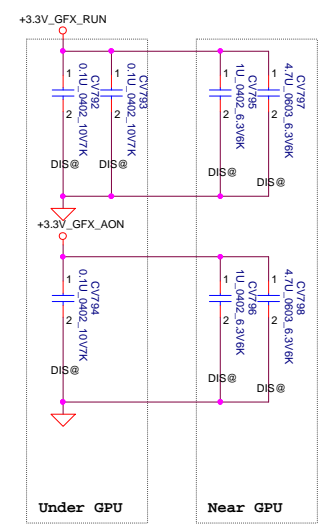 +3.3V_GFX_RUN
1
2
CV792
0.1U_0402_10V7K
DIS@
1
2
CV793
0.1U_0402_10V7K
DIS@
1
2
CV795
1U_0402_6.3V6K
DIS@
1
2
CV797
4.7U_0603_6.3V6K
DIS@
+3.3V_GFX_AON
1
2
CV794
0.1U_0402_10V7K
DIS@
1
2
CV796
1U_0402_6.3V6K
DIS@
1
2
CV798
4.7U_0603_6.3V6K
DIS@
Under GPU
Near GPU